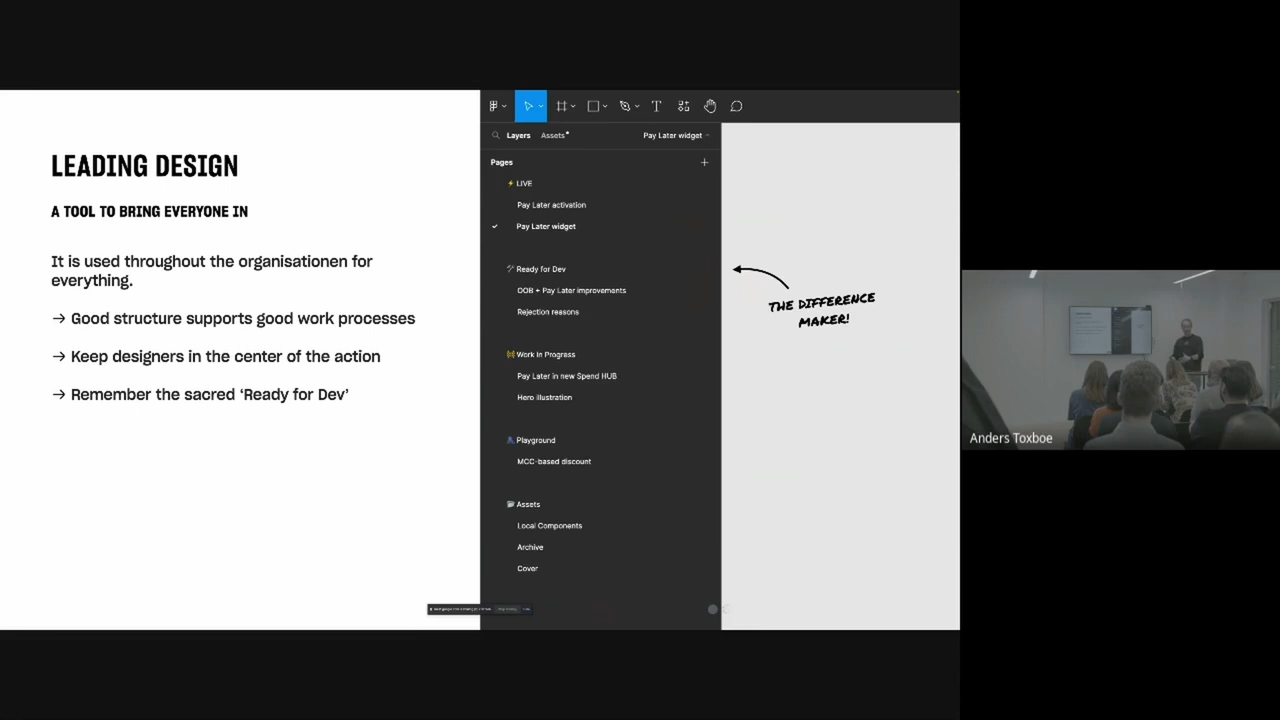 LEADING DESIGN
A TOOL TO BRING EVERYONE IN
It is used throughout the organisationen for
everything.
→ Good structure supports good work processes
→ Keep designers in the center of the action
→ Remember the sacred ‘Ready for Dev’
Layers Assets Pay Later widget
Pages
LIVE
Pay Later activation
Pay Later widget
Ready for Dev
OOB + Pay Later improvements
Rejection reasons
Work In Progress
Pay Later in new Spend HUB
Hero illustration
Playground
MCC-based discount
Assets
Local Components
Archive
Cover
THE DIFFERENCE
MAKER!
Anders Toxboe